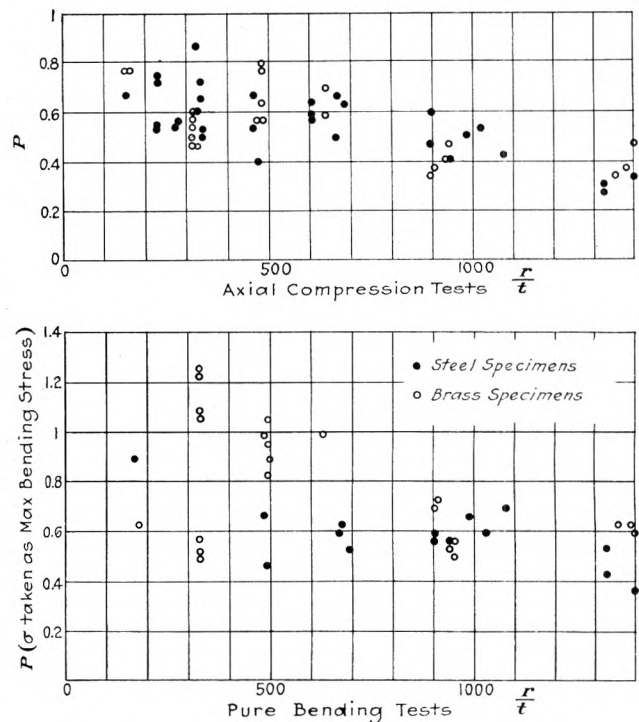 1
0.8
0.6
P
0.4
0.2
0
0 500 1000 r/t
Axial Compression Tests
P (σ taken as Max Bending Stress)
1.4
1.2
1
0.8
0.6
0.4
0.2
● Steel Specimens
○ Brass Specimens
0 500 1000 r/t
Pure Bending Tests